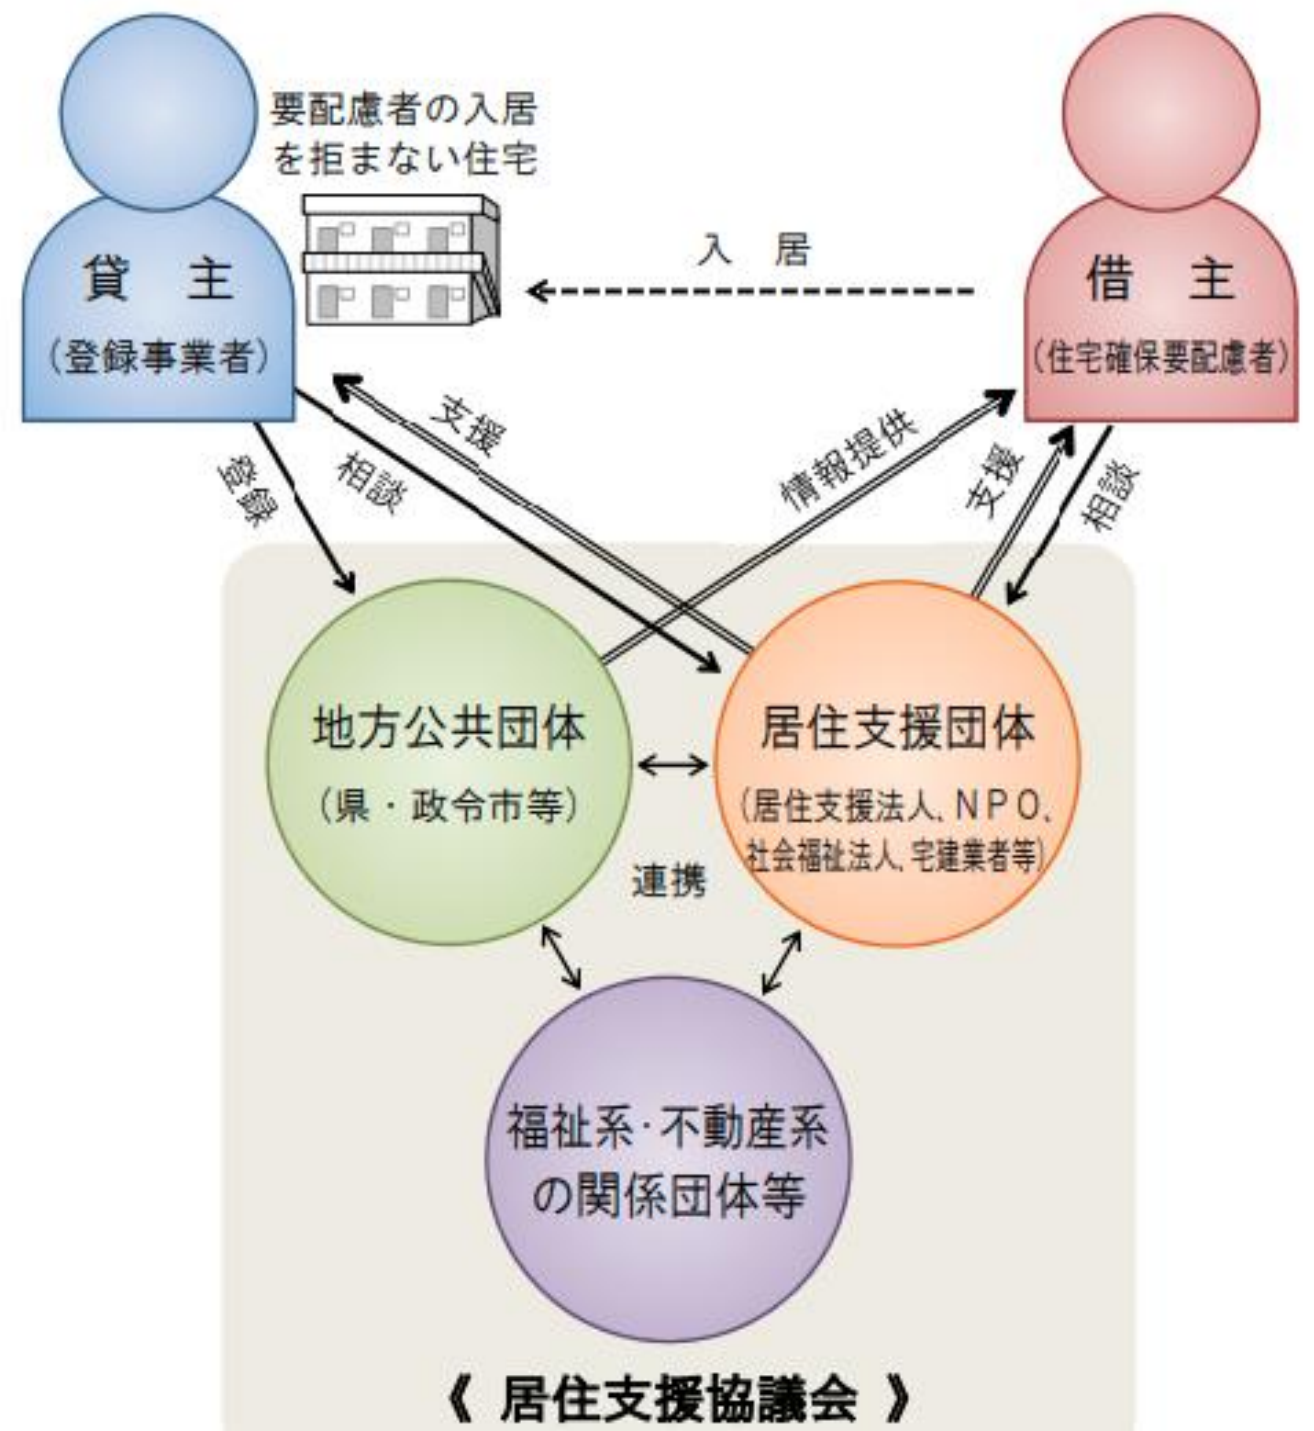 要配慮者の入居
を拒まない住宅
貸 主
（登録事業者）
入 居
借 主
（住宅確保要配慮者）
登録
相談
支援
情報提供
支援
相談
地方公共団体
（県・政令市等）
居住支援団体
（居住支援法人、ＮＰＯ、
社会福祉法人、宅建業者等）
連携
福祉系・不動産系
の関係団体等
《 居住支援協議会 》